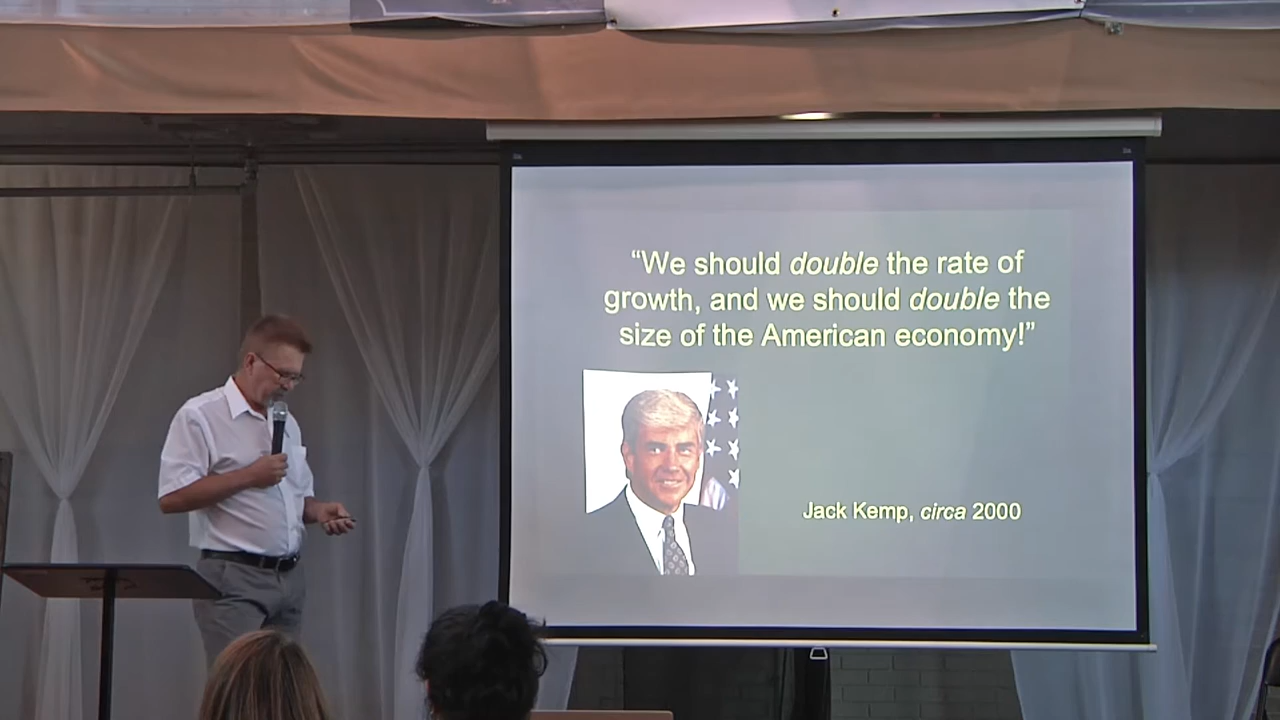 “We should double the rate of
growth, and we should double the
size of the American economy!”
Jack Kemp, circa 2000